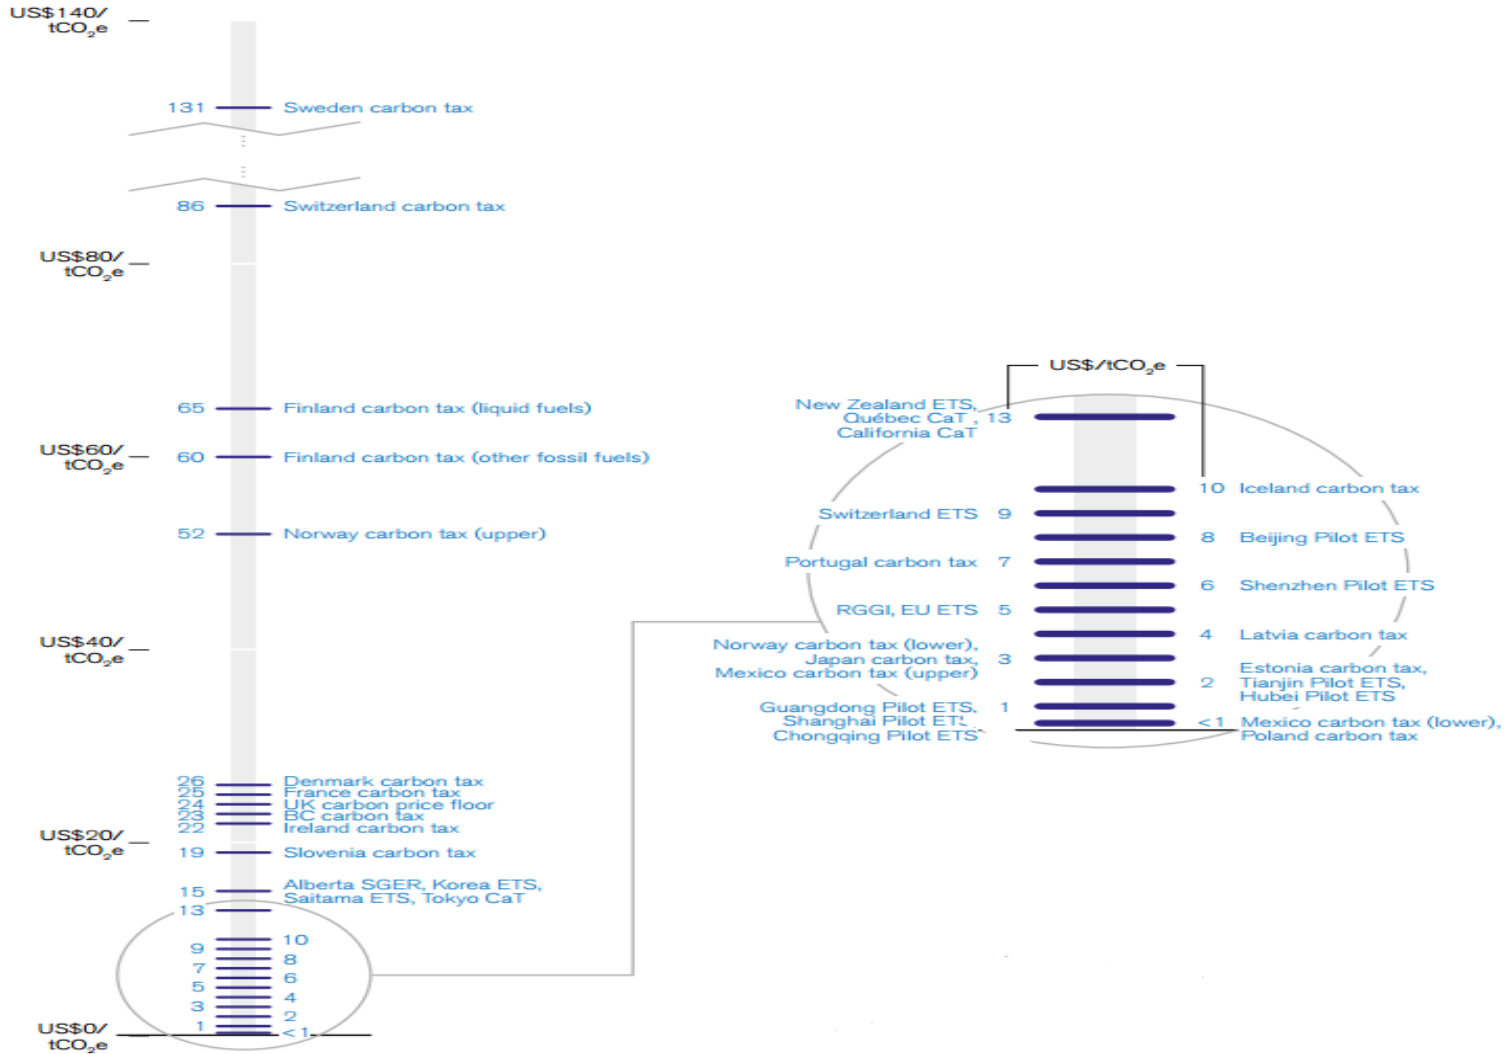 US$140/
tCO₂e
131 Sweden carbon tax
86 Switzerland carbon tax
US$80/
tCO₂e
65 Finland carbon tax (liquid fuels)
US$60/
tCO₂e
60 Finland carbon tax (other fossil fuels)
52 Norway carbon tax (upper)
US$40/
tCO₂e
26 Denmark carbon tax
25 France carbon tax
24 UK carbon price floor
23 BC carbon tax
22 Ireland carbon tax
US$20/
tCO₂e
19 Slovenia carbon tax
15 Alberta SGER, Korea ETS,
Saitama ETS, Tokyo CaT
13
10
9
8
7
6
5
4
3
2
1
<1
US$0/
tCO₂e
US$/tCO₂e
New Zealand ETS,
Québec CaT , 13
California CaT
10 Iceland carbon tax
Switzerland ETS 9
8 Beijing Pilot ETS
Portugal carbon tax 7
6 Shenzhen Pilot ETS
RGGI, EU ETS 5
4 Latvia carbon tax
Norway carbon tax (lower),
Japan carbon tax, 3
Mexico carbon tax (upper)
Estonia carbon tax,
2 Tianjin Pilot ETS,
Hubei Pilot ETS
Guangdong Pilot ETS, 1
Shanghai Pilot ETS,
Chongqing Pilot ETS
<1 Mexico carbon tax (lower),
Poland carbon tax